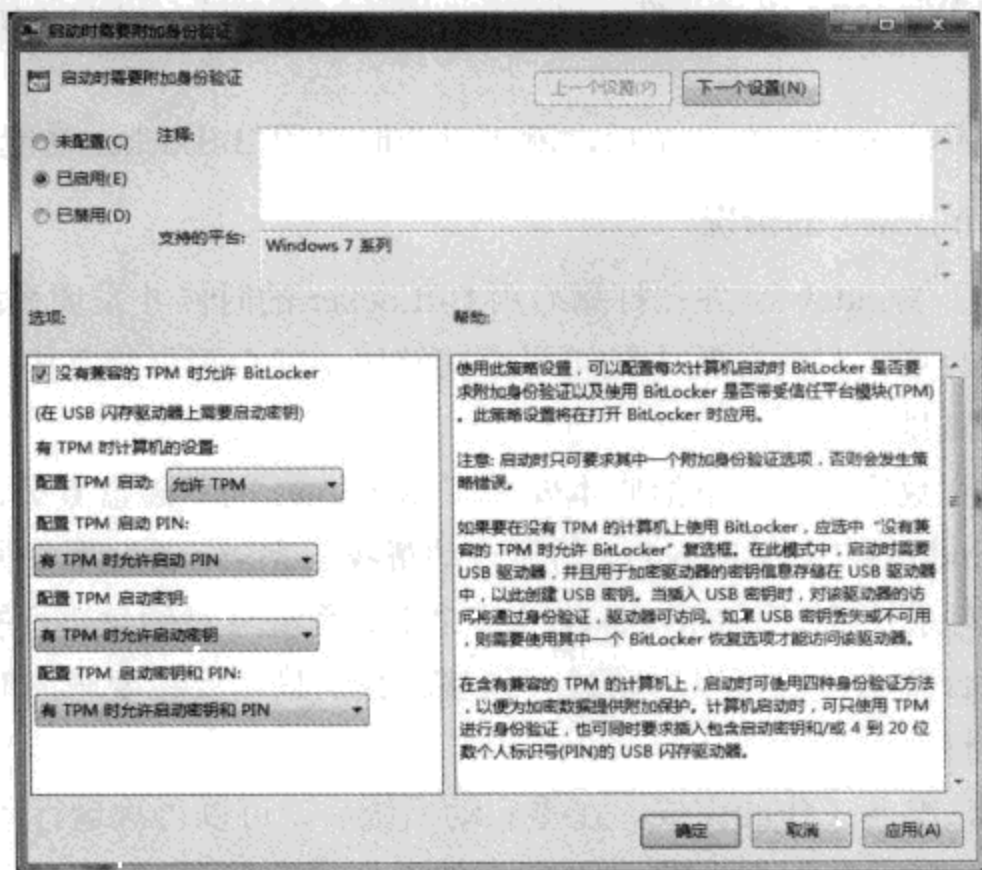 启动时需要附加身份验证
启动时需要附加身份验证
上一个设置(P)
下一个设置(N)
未配置(C)
已启用(E)
已禁用(D)
注释:
支持的平台:
Windows 7 系列
选项:
帮助:
没有兼容的 TPM 时允许 BitLocker
(在 USB 闪存驱动器上需要启动密钥)
有 TPM 时计算机的设置:
配置 TPM 启动: 允许 TPM
配置 TPM 启动 PIN:
有 TPM 时允许启动 PIN
配置 TPM 启动密钥:
有 TPM 时允许启动密钥
配置 TPM 启动密钥和 PIN:
有 TPM 时允许启动密钥和 PIN
使用此策略设置，可以配置每次计算机启动时 BitLocker 是否要
求附加身份验证以及使用 BitLocker 是否带受信任平台模块(TPM)
。此策略设置将在打开 BitLocker 时应用。
注意: 启动时只可要求其中一个附加身份验证选项，否则会发生策
略错误。
如果要在没有 TPM 的计算机上使用 BitLocker，应选中“没有兼
容的 TPM 时允许 BitLocker”复选框。在此模式中，启动时需要
USB 驱动器，并且用于加密驱动器的密钥信息存储在 USB 驱动器
中，以此创建 USB 密钥。当插入 USB 密钥时，对该驱动器的访
问将通过身份验证，驱动器可访问。如果 USB 密钥丢失或不可用
，则需要使用其中一个 BitLocker 恢复选项才能访问该驱动器。
在含有兼容的 TPM 的计算机上，启动时可使用四种身份验证方法
，以便为加密数据提供附加保护。计算机启动时，可只使用 TPM
进行身份验证，也可同时要求插入包含启动密钥和/或 4 到 20 位
数个人标识号(PIN)的 USB 闪存驱动器。
确定
取消
应用(A)